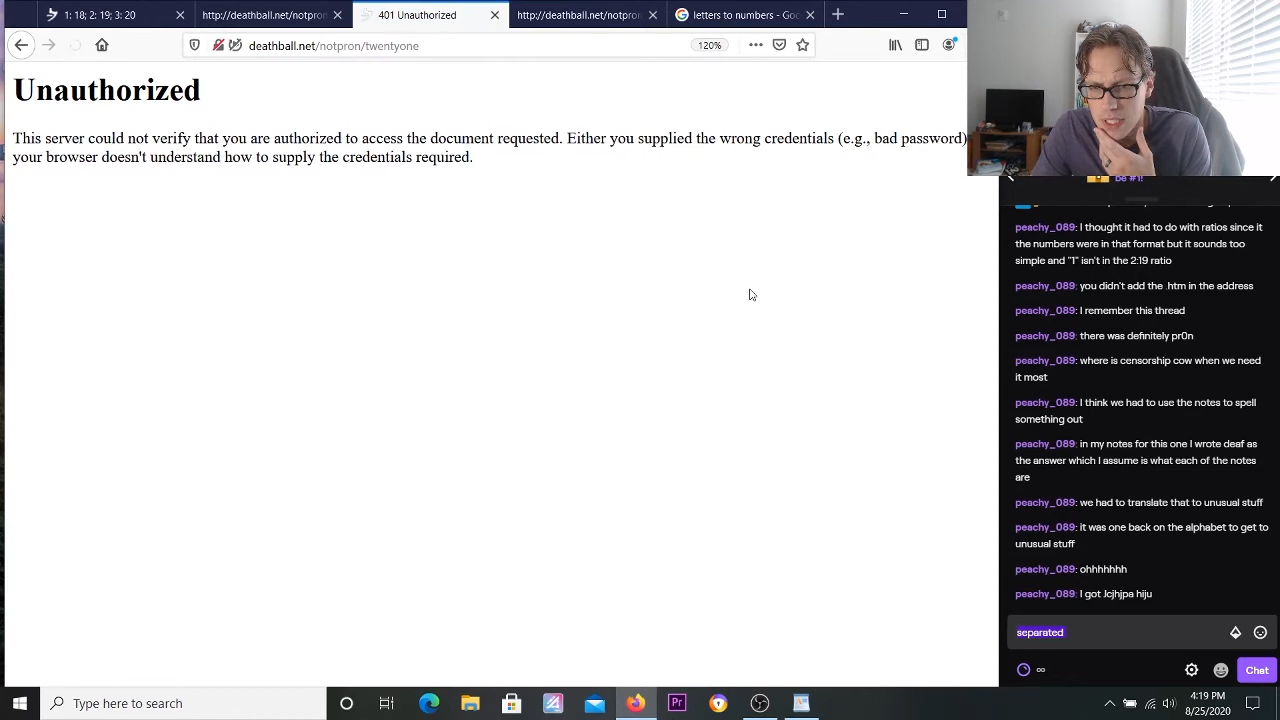 1: 18; 2: 19; 3: 20
http://deathball.net/notpron/
401 Unauthorized
http://deathball.net/notpron/
letters to numbers - Goo
deathball.net/notpron/twentyone
120%
Unauthorized
This server could not verify that you are authorized to access the document requested. Either you supplied the wrong credentials (e.g., bad password)
your browser doesn't understand how to supply the credentials required.
be #1!
peachy_089: I thought it had to do with ratios since it
the numbers were in that format but it sounds too
simple and "1" isn't in the 2:19 ratio
peachy_089: you didn't add the .htm in the address
peachy_089: I remember this thread
peachy_089: there was definitely pr0n
peachy_089: where is censorship cow when we need
it most
peachy_089: I think we had to use the notes to spell
something out
peachy_089: in my notes for this one I wrote deaf as
the answer which I assume is what each of the notes
are
peachy_089: we had to translate that to unusual stuff
peachy_089: it was one back on the alphabet to get to
unusual stuff
peachy_089: ohhhhhhh
peachy_089: I got Jcjhjpa hiju
separated
∞
Chat
Type here to search
Pr
4:19 PM
8/25/2020